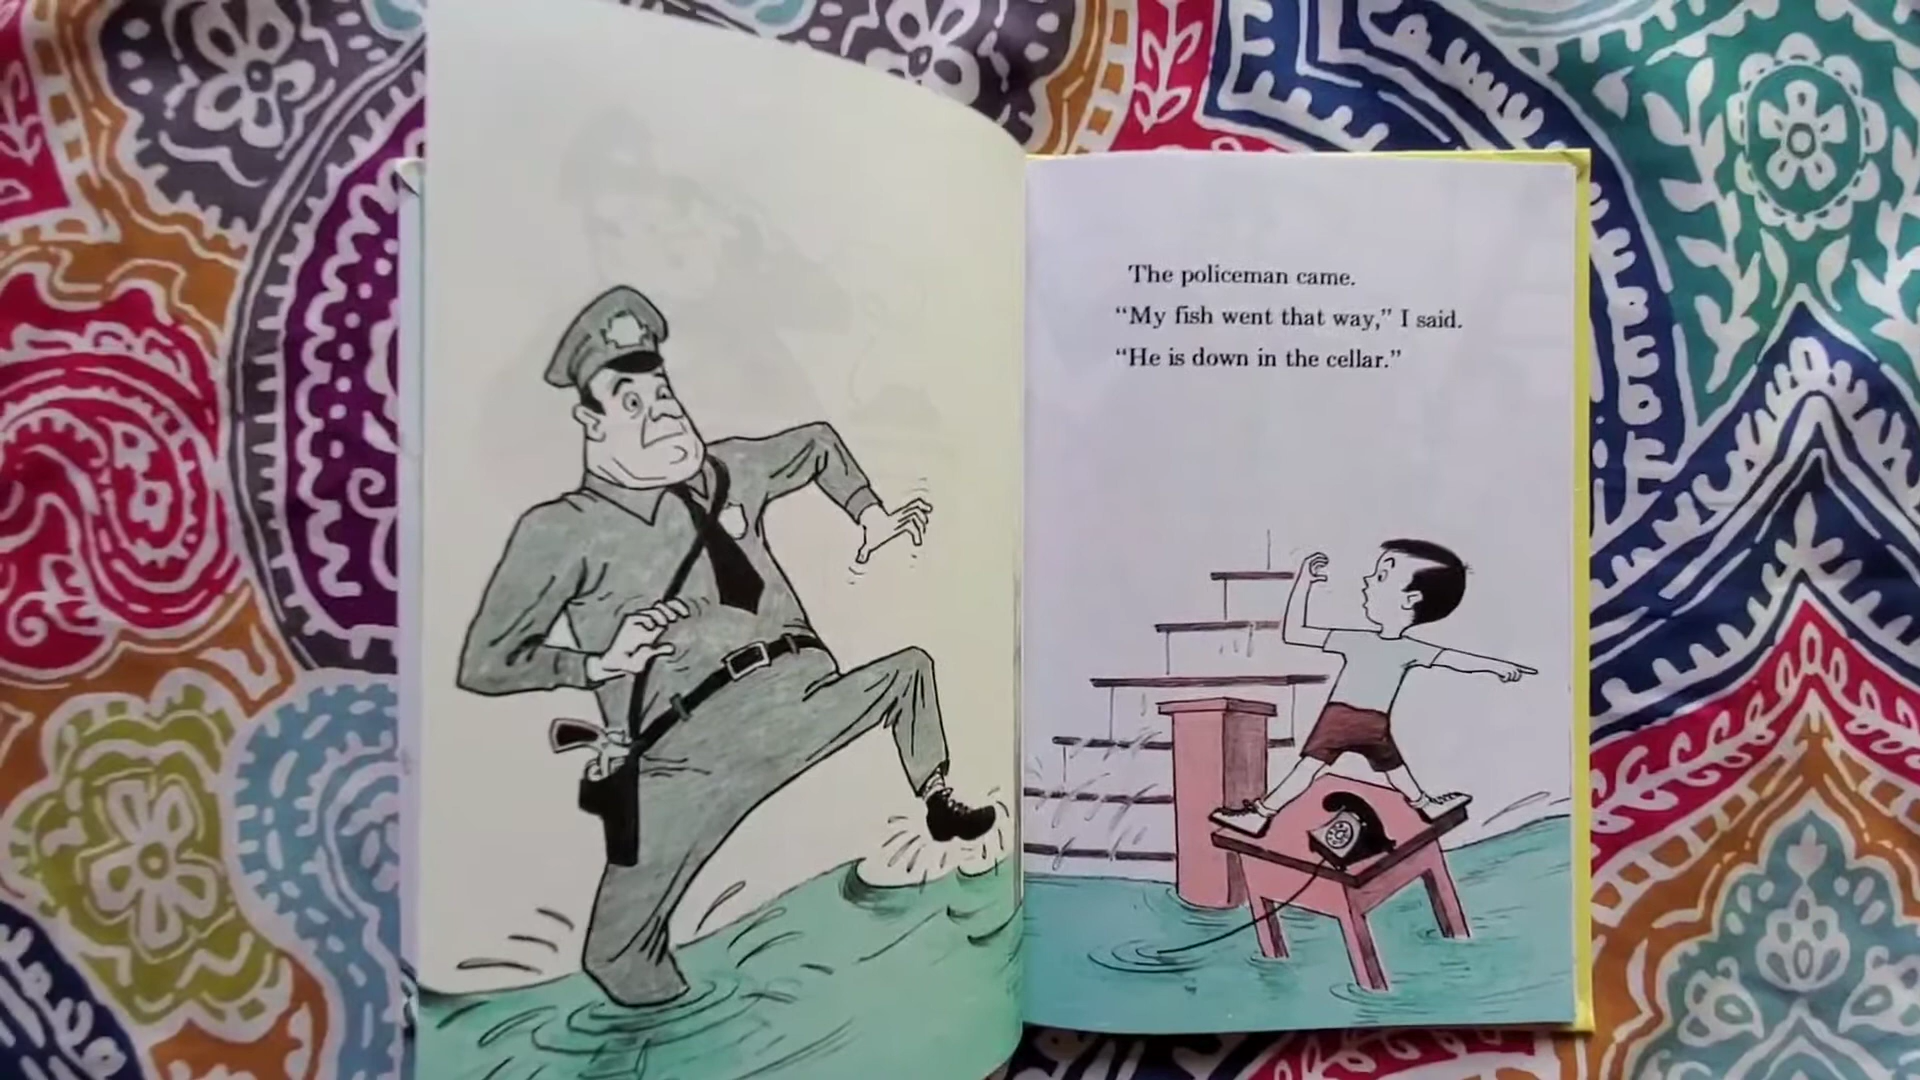 The policeman came.
“My fish went that way,” I said.
“He is down in the cellar.”